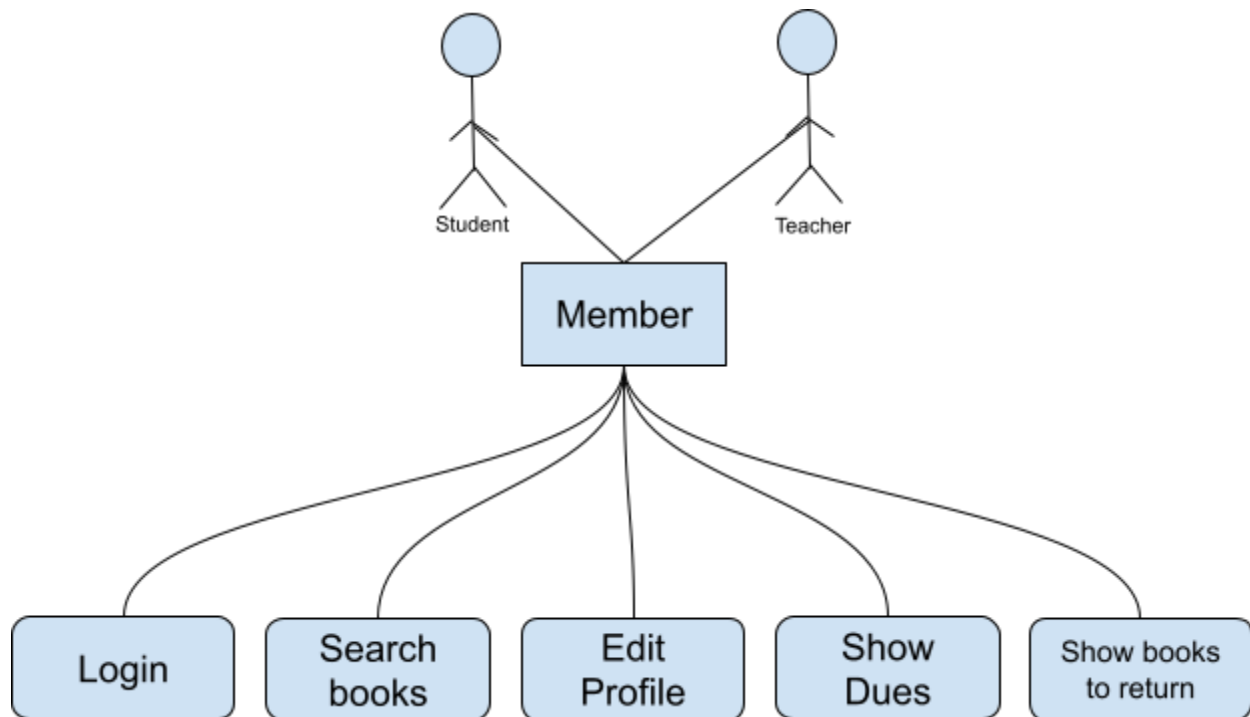 Student
Teacher
Member
Login
Search
books
Edit
Profile
Show
Dues
Show books
to return